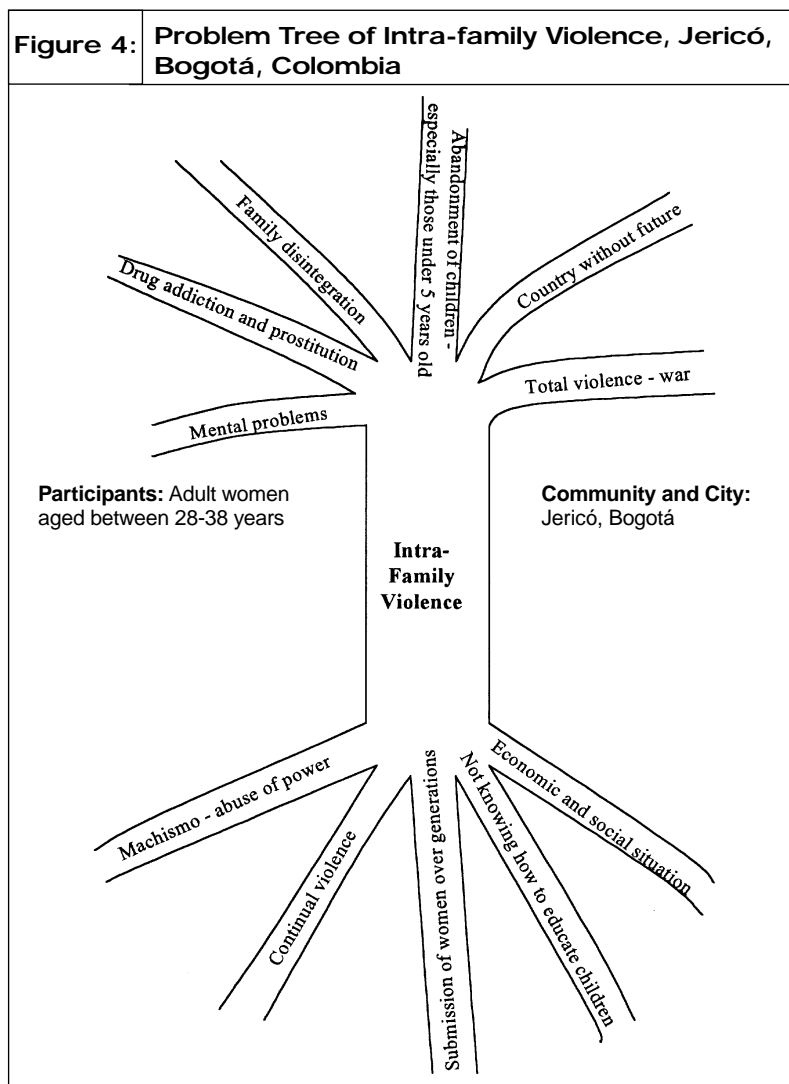 Figure 4:
Problem Tree of Intra-family Violence, Jericó,
Bogotá, Colombia
Abandonment of children -
especially those under 5 years old
Family disintegration
Country without future
Drug addiction and prostitution
Total violence - war
Mental problems
Participants: Adult women
aged between 28-38 years
Community and City:
Jericó, Bogotá
Intra-
Family
Violence
Machismo - abuse of power
Continual violence
Submission of women over generations
Not knowing how to educate children
Economic and social situation